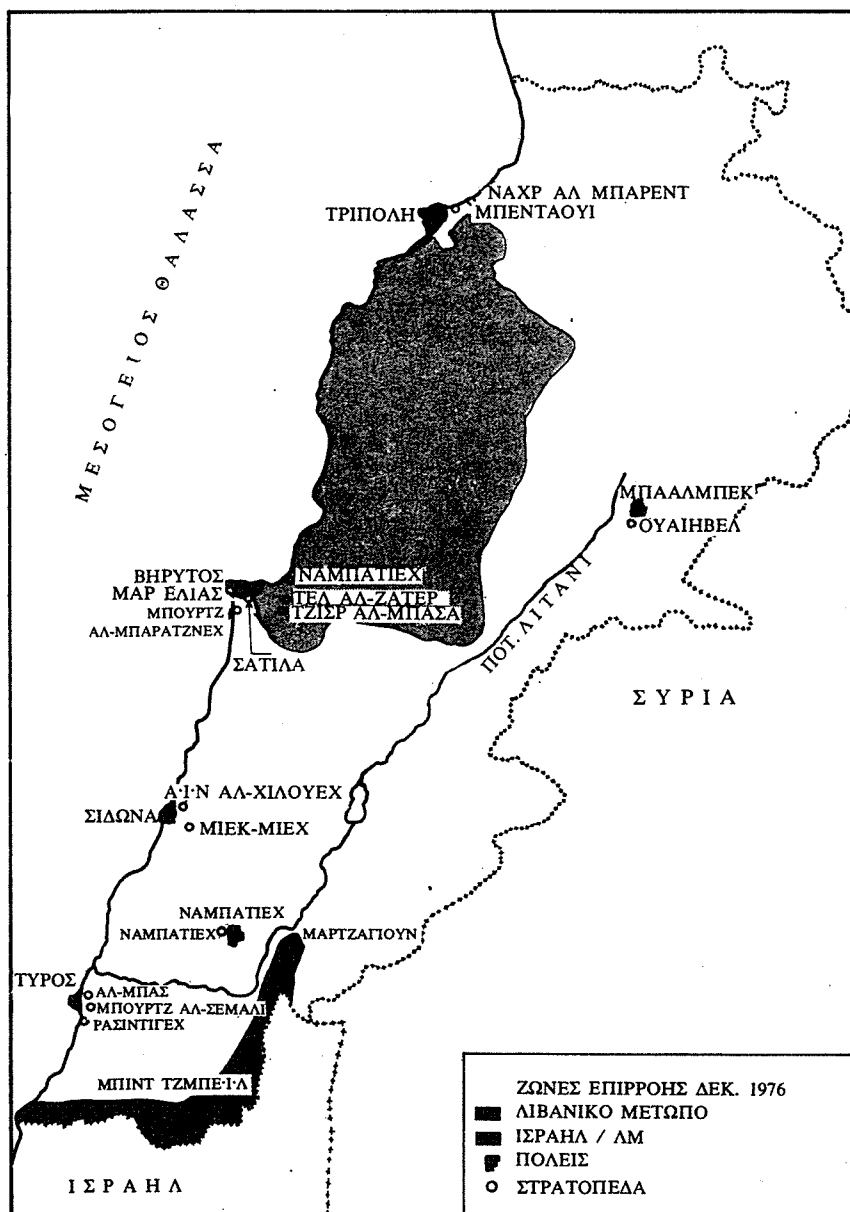 ΜΕΣΟΓΕΙΟΣ ΘΑΛΑΣΣΑ
ΤΡΙΠΟΛΗ
ΝΑΧΡ ΑΛ ΜΠΑΡΕΝΤ
ΜΠΕΝΤΑΟΥΙ
ΜΠΑΑΛΜΠΕΚ
ΟΥΑΙΗΒΕΛ
ΠΟΤ. ΛΙΤΑΝΙ
ΒΗΡΥΤΟΣ
ΜΑΡ ΕΛΙΑΣ
ΜΠΟΥΡΤΖ
ΑΛ-ΜΠΑΡΑΤΖΝΕΧ
ΝΑΜΠΑΤΙΕΧ
ΤΕΛ ΑΛ-ΖΑΤΕΡ
ΤΖΙΣΡ ΑΛ-ΜΠΑΣΑ
ΣΑΤΙΛΑ
ΣΥΡΙΑ
Α·Ι·Ν ΑΛ-ΧΙΛΟΥΕΧ
ΣΙΔΩΝΑ
ΜΙΕΚ-ΜΙΕΧ
ΝΑΜΠΑΤΙΕΧ
ΝΑΜΠΑΤΙΕΧ
ΜΑΡΤΖΑΓΙΟΥΝ
ΤΥΡΟΣ
ΑΛ-ΜΠΑΣ
ΜΠΟΥΡΤΖ ΑΛ-ΣΕΜΑΛΙ
ΡΑΣΙΝΤΙΓΕΧ
ΜΠΙΝΤ ΤΖΜΠΕ·Ι·Λ
ΙΣΡΑΗΛ
ΖΩΝΕΣ ΕΠΙΡΡΟΗΣ ΔΕΚ. 1976
ΛΙΒΑΝΙΚΟ ΜΕΤΩΠΟ
ΙΣΡΑΗΛ / ΛΜ
ΠΟΛΕΙΣ
ΣΤΡΑΤΟΠΕΔΑ